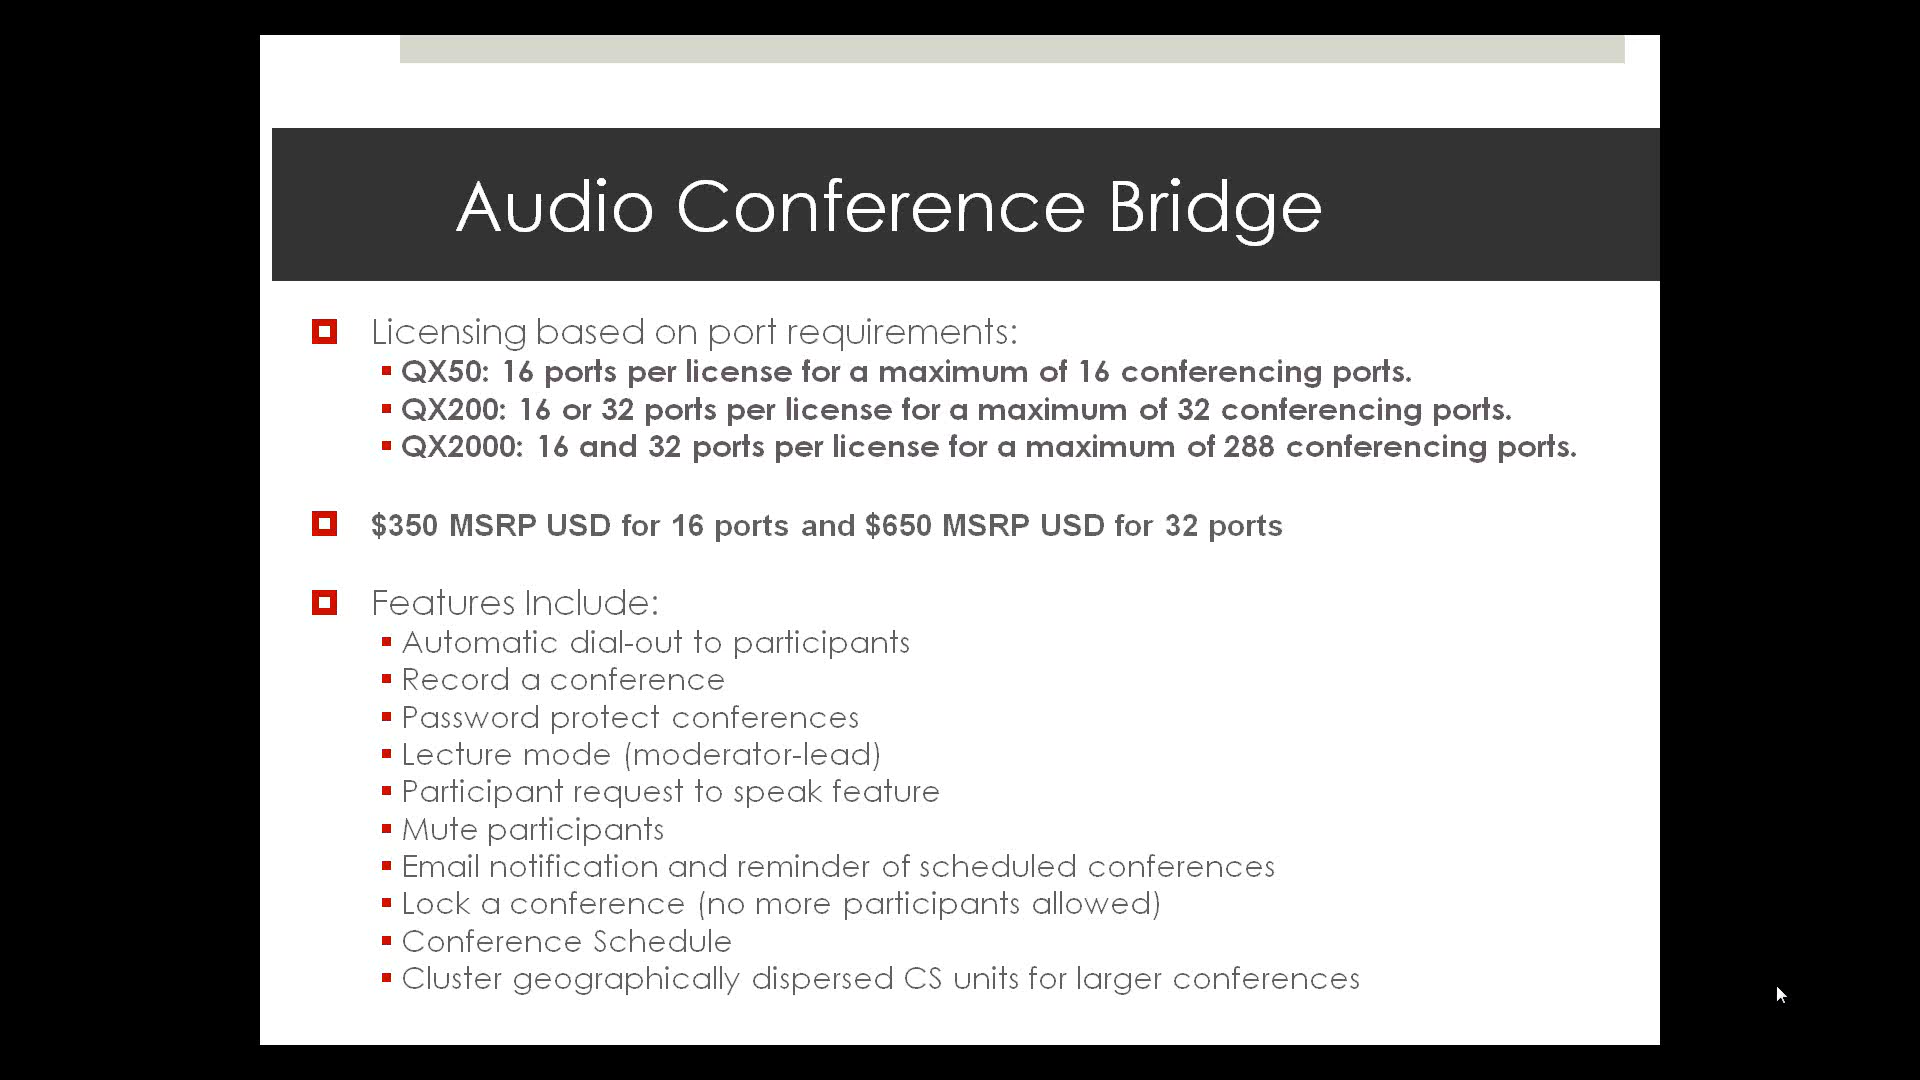 Audio Conference Bridge
Licensing based on port requirements:
QX50: 16 ports per license for a maximum of 16 conferencing ports.
QX200: 16 or 32 ports per license for a maximum of 32 conferencing ports.
QX2000: 16 and 32 ports per license for a maximum of 288 conferencing ports.
$350 MSRP USD for 16 ports and $650 MSRP USD for 32 ports
Features Include:
Automatic dial-out to participants
Record a conference
Password protect conferences
Lecture mode (moderator-lead)
Participant request to speak feature
Mute participants
Email notification and reminder of scheduled conferences
Lock a conference (no more participants allowed)
Conference Schedule
Cluster geographically dispersed CS units for larger conferences